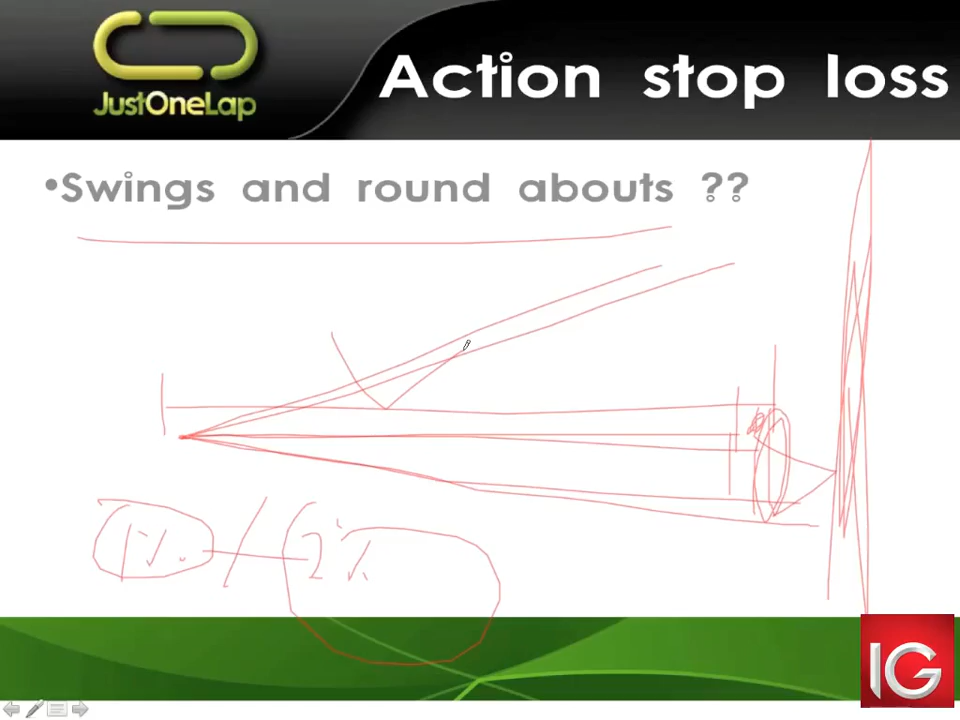 JustOneLap
Action stop loss
•Swings and round abouts ??
1% / 2%
IG